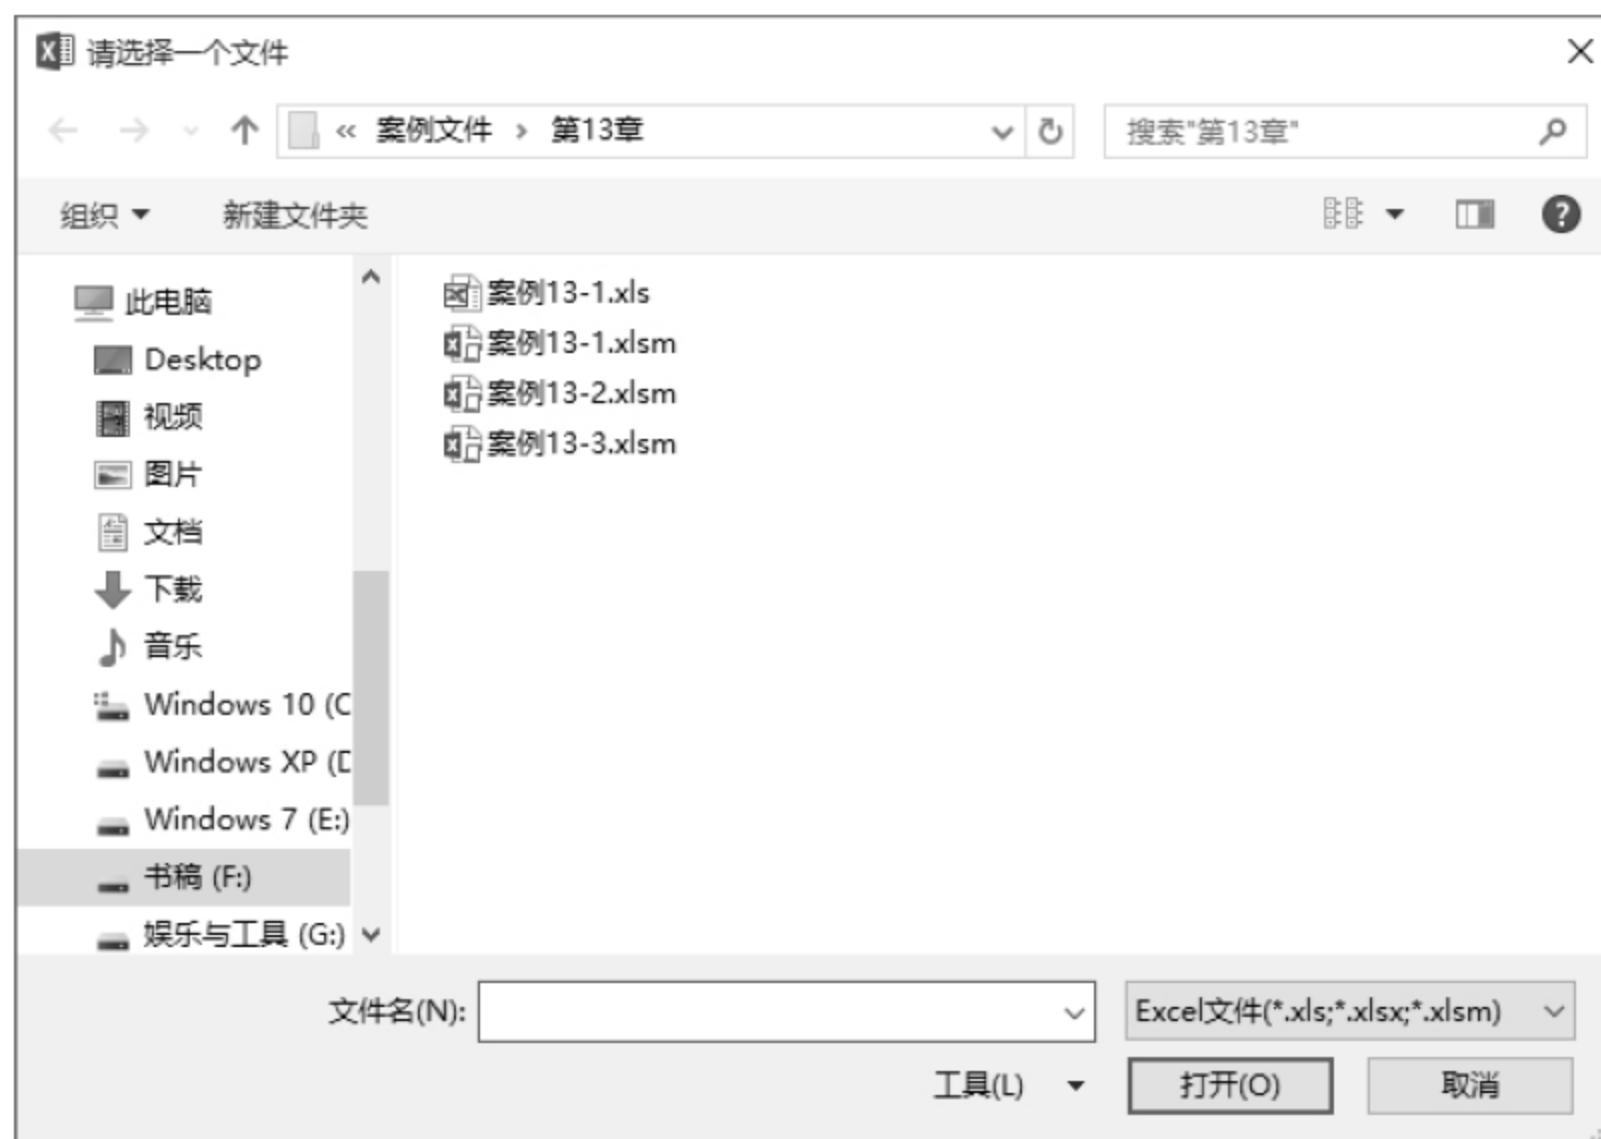 请选择一个文件
« 案例文件 › 第13章
搜索"第13章"
组织
新建文件夹
此电脑
Desktop
视频
图片
文档
下载
音乐
Windows 10 (C
Windows XP (D
Windows 7 (E:)
书稿 (F:)
娱乐与工具 (G:)
案例13-1.xls
案例13-1.xlsm
案例13-2.xlsm
案例13-3.xlsm
文件名(N):
Excel文件(*.xls;*.xlsx;*.xlsm)
工具(L)
打开(O)
取消